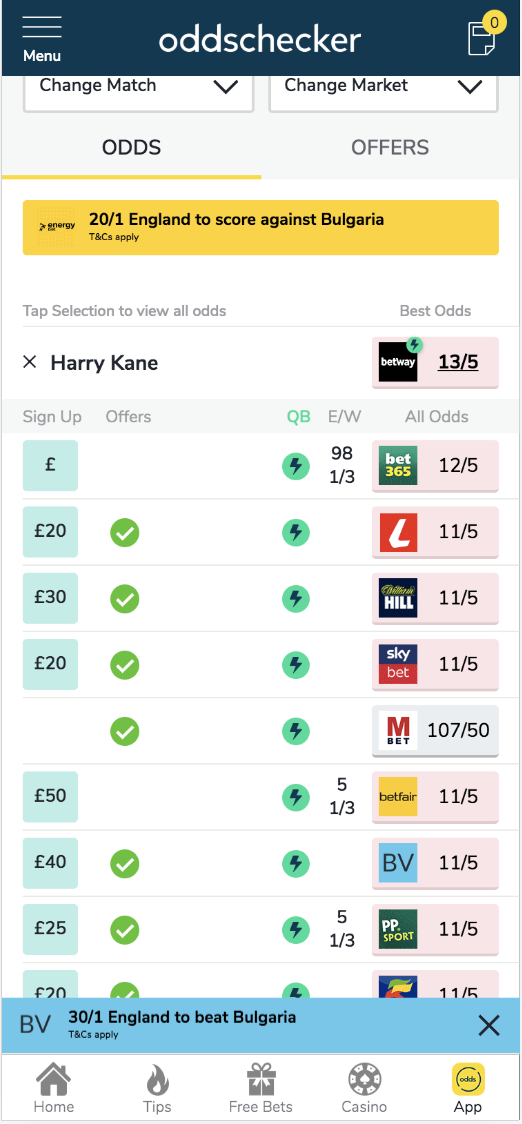 0
Menu
oddschecker
Change Match
Change Market
ODDS
OFFERS
energy
20/1 England to score against Bulgaria
T&Cs apply
Tap Selection to view all odds
Best Odds
Harry Kane
betway
13/5
Sign Up
Offers
QB
E/W
All Odds
£
98
1/3
bet
365
12/5
£20
L
11/5
£30
William
HILL
11/5
£20
sky
bet
11/5
M
BET
107/50
£50
5
1/3
betfair
11/5
£40
BV
11/5
£25
5
1/3
PP.
SPORT
11/5
£20
11/5
BV
30/1 England to beat Bulgaria
T&Cs apply
Home
Tips
Free Bets
Casino
odds
App